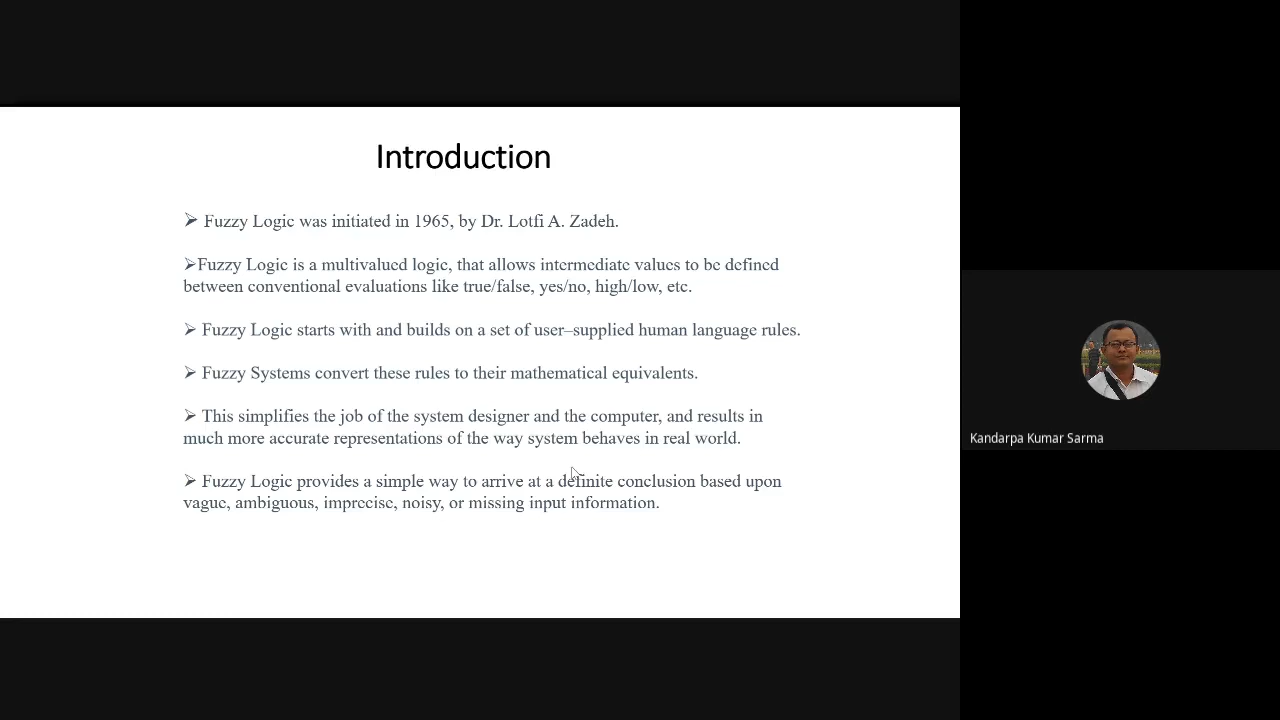 Introduction
➢ Fuzzy Logic was initiated in 1965, by Dr. Lotfi A. Zadeh.
➢Fuzzy Logic is a multivalued logic, that allows intermediate values to be defined
between conventional evaluations like true/false, yes/no, high/low, etc.
➢ Fuzzy Logic starts with and builds on a set of user–supplied human language rules.
➢ Fuzzy Systems convert these rules to their mathematical equivalents.
➢ This simplifies the job of the system designer and the computer, and results in
much more accurate representations of the way system behaves in real world.
➢ Fuzzy Logic provides a simple way to arrive at a definite conclusion based upon
vague, ambiguous, imprecise, noisy, or missing input information.
Kandarpa Kumar Sarma